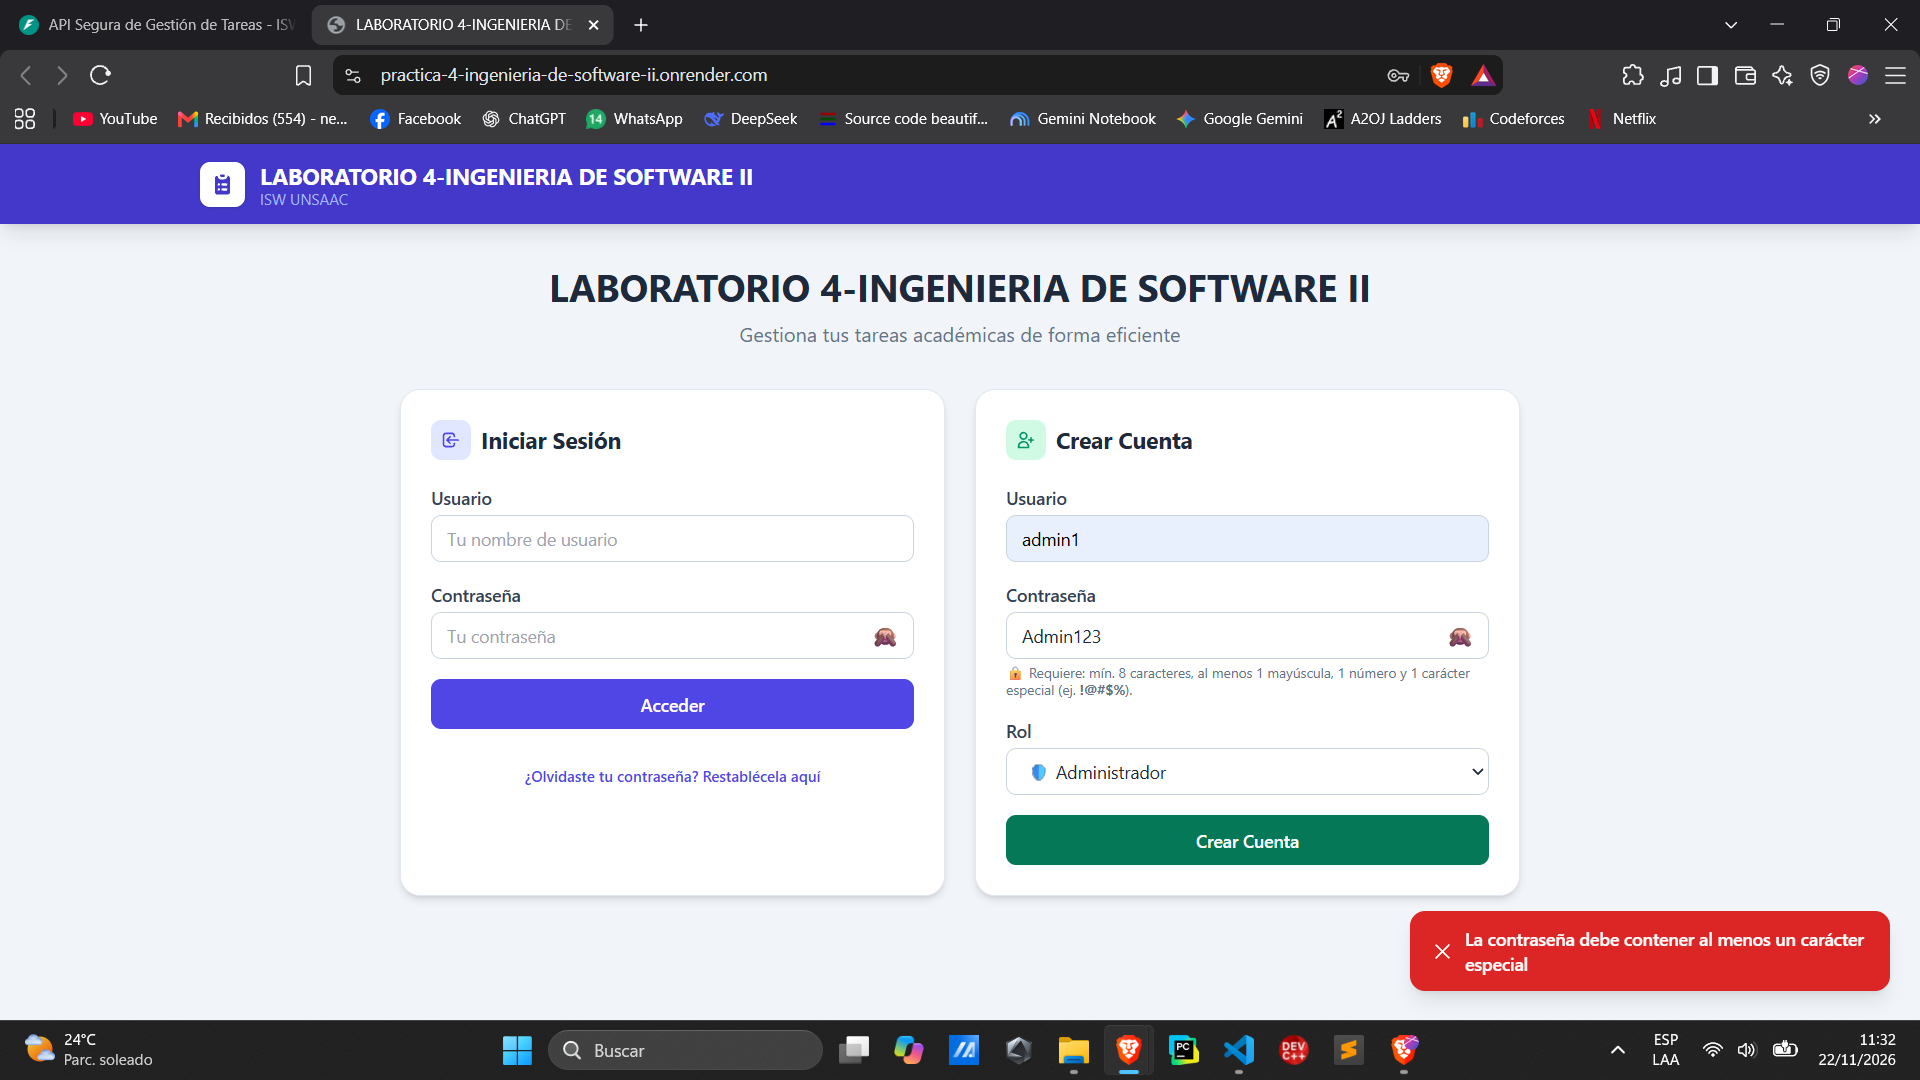 API Segura de Gestión de Tareas - ISW
LABORATORIO 4-INGENIERIA DE
practica-4-ingenieria-de-software-ii.onrender.com
YouTube
Recibidos (554) - ne...
Facebook
ChatGPT
14
WhatsApp
DeepSeek
Source code beautif...
Gemini Notebook
Google Gemini
A2
A2OJ Ladders
Codeforces
Netflix
LABORATORIO 4-INGENIERIA DE SOFTWARE II
ISW UNSAAC
LABORATORIO 4-INGENIERIA DE SOFTWARE II
Gestiona tus tareas académicas de forma eficiente
Iniciar Sesión
Usuario
Tu nombre de usuario
Contraseña
Tu contraseña
Acceder
¿Olvidaste tu contraseña? Restablécela aquí
Crear Cuenta
Usuario
admin1
Contraseña
Admin123
Requiere: mín. 8 caracteres, al menos 1 mayúscula, 1 número y 1 carácter
especial (ej. !@#$%).
Rol
Administrador
Crear Cuenta
La contraseña debe contener al menos un carácter
especial
24°C
Parc. soleado
Buscar
PC
DEV
C++
ESP
LAA
11:32
22/11/2026